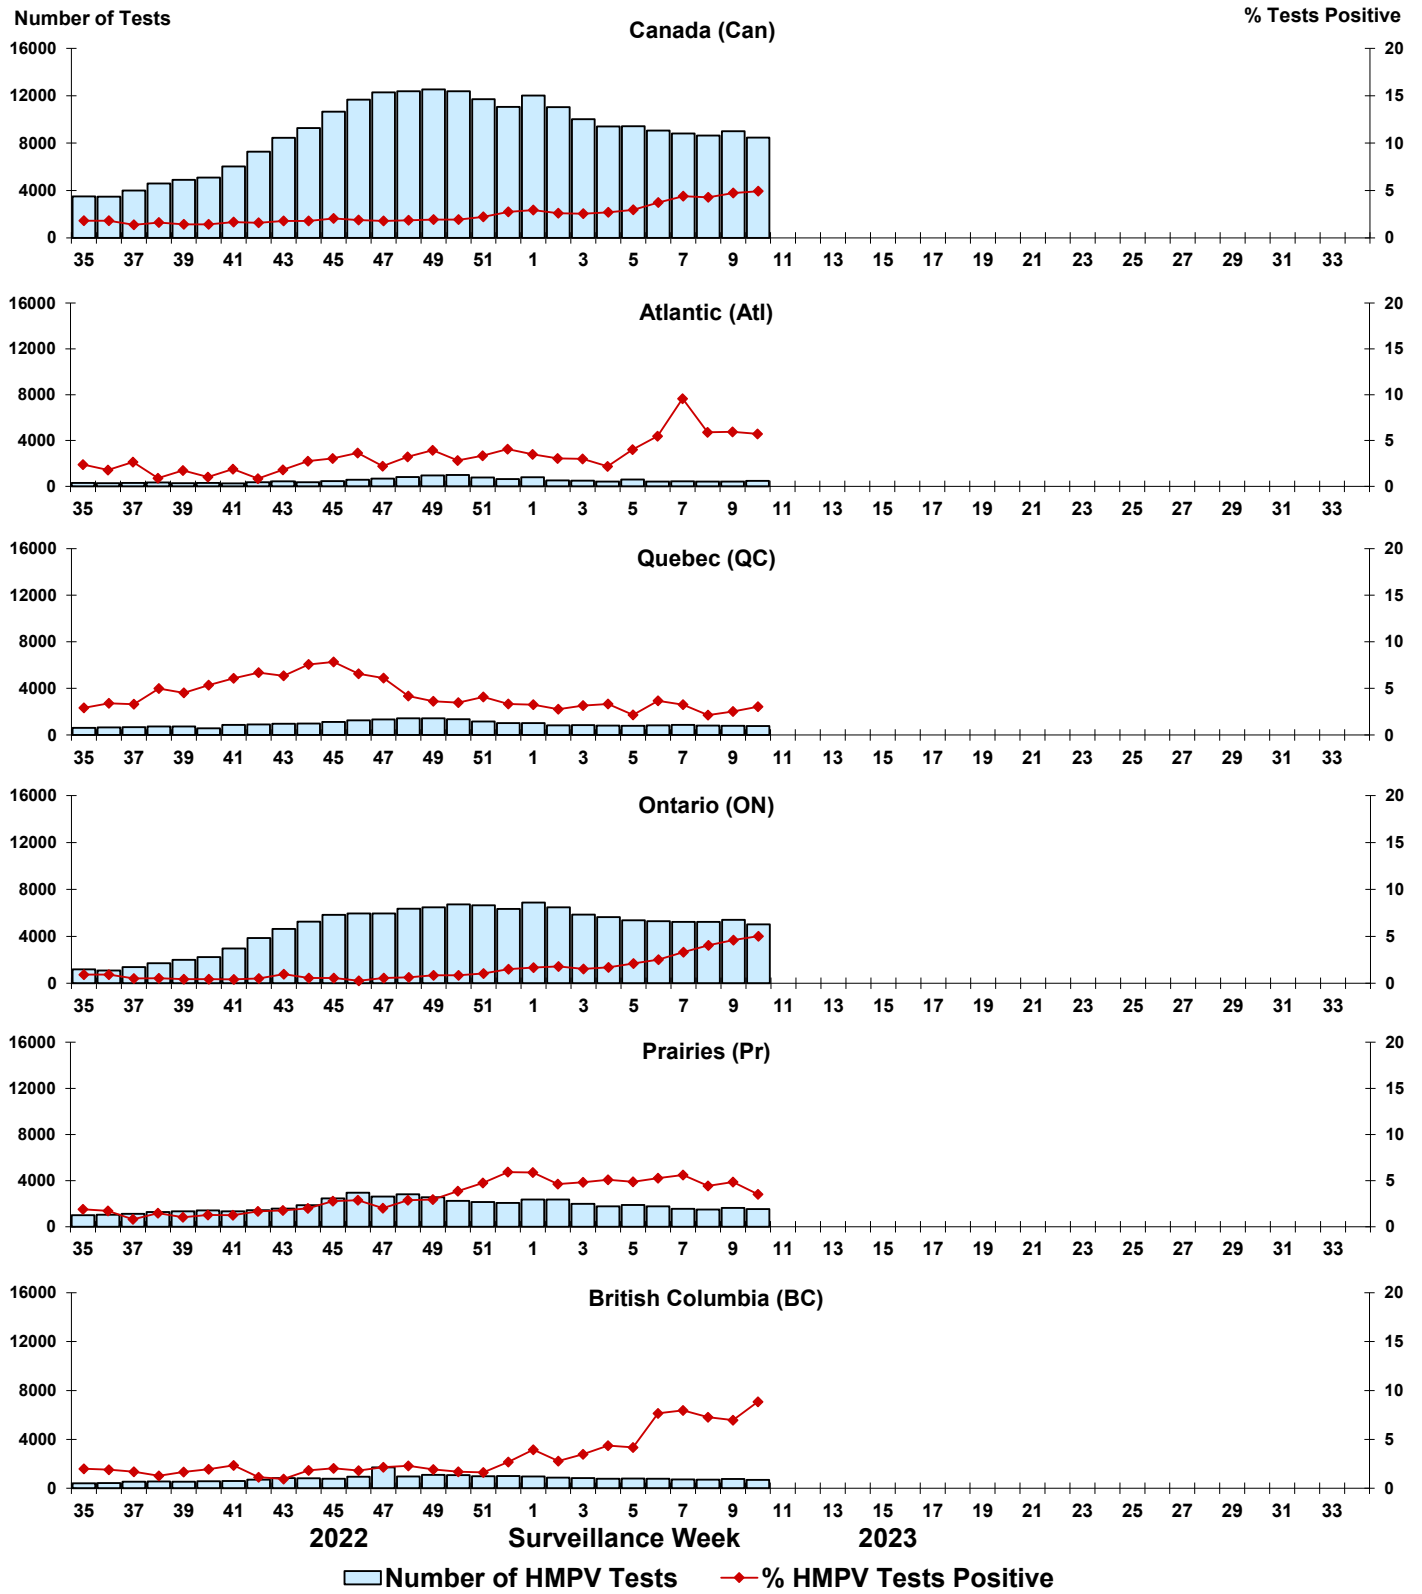 Number of Tests
% Tests Positive
Canada (Can)
16000 20
12000 15
8000 10
4000 5
0 0
35 37 39 41 43 45 47 49 51 1 3 5 7 9 11 13 15 17 19 21 23 25 27 29 31 33
Atlantic (Atl)
16000 20
12000 15
8000 10
4000 5
0 0
35 37 39 41 43 45 47 49 51 1 3 5 7 9 11 13 15 17 19 21 23 25 27 29 31 33
Quebec (QC)
16000 20
12000 15
8000 10
4000 5
0 0
35 37 39 41 43 45 47 49 51 1 3 5 7 9 11 13 15 17 19 21 23 25 27 29 31 33
Ontario (ON)
16000 20
12000 15
8000 10
4000 5
0 0
35 37 39 41 43 45 47 49 51 1 3 5 7 9 11 13 15 17 19 21 23 25 27 29 31 33
Prairies (Pr)
16000 20
12000 15
8000 10
4000 5
0 0
35 37 39 41 43 45 47 49 51 1 3 5 7 9 11 13 15 17 19 21 23 25 27 29 31 33
British Columbia (BC)
16000 20
12000 15
8000 10
4000 5
0 0
35 37 39 41 43 45 47 49 51 1 3 5 7 9 11 13 15 17 19 21 23 25 27 29 31 33
2022 Surveillance Week 2023
Number of HMPV Tests % HMPV Tests Positive